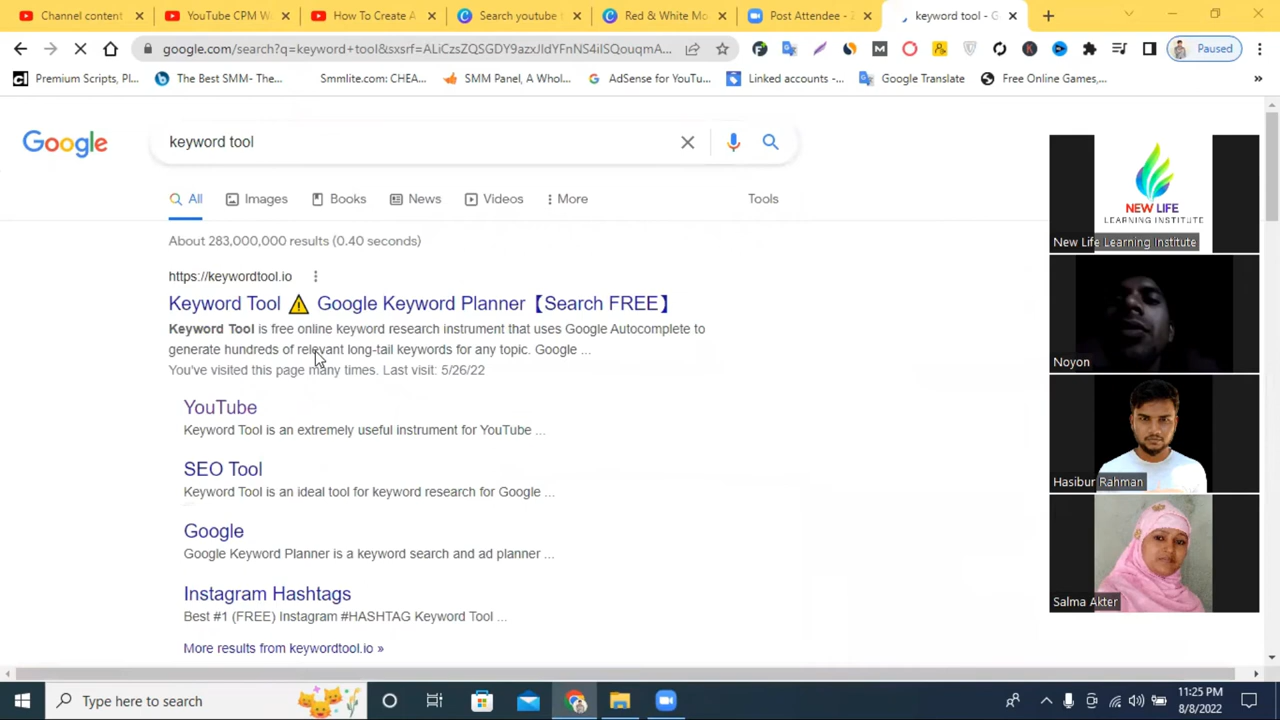 Channel content
YouTube CPM W
How To Create A
Search youtube
Red & White Mo
Post Attendee - Z
keyword tool - G
google.com/search?q=keyword+tool&sxsrf=ALiCzsZQSGDY9azxJldYFnNS4iISQouqmA...
Paused
Premium Scripts, Pl...
The Best SMM- The...
Smmlite.com: CHEA...
SMM Panel, A Whol...
AdSense for YouTu...
Linked accounts -...
Google Translate
Free Online Games,...
Google
keyword tool
All
Images
Books
News
Videos
More
Tools
About 283,000,000 results (0.40 seconds)
https://keywordtool.io
Keyword Tool ⚠ Google Keyword Planner【Search FREE】
Keyword Tool is free online keyword research instrument that uses Google Autocomplete to
generate hundreds of relevant long-tail keywords for any topic. Google ...
You've visited this page many times. Last visit: 5/26/22
YouTube
Keyword Tool is an extremely useful instrument for YouTube ...
SEO Tool
Keyword Tool is an ideal tool for keyword research for Google ...
Google
Google Keyword Planner is a keyword search and ad planner ...
Instagram Hashtags
Best #1 (FREE) Instagram #HASHTAG Keyword Tool ...
More results from keywordtool.io »
NEW LIFE
LEARNING INSTITUTE
New Life Learning Institute
Noyon
Hasibur Rahman
Salma Akter
Type here to search
11:25 PM
8/8/2022